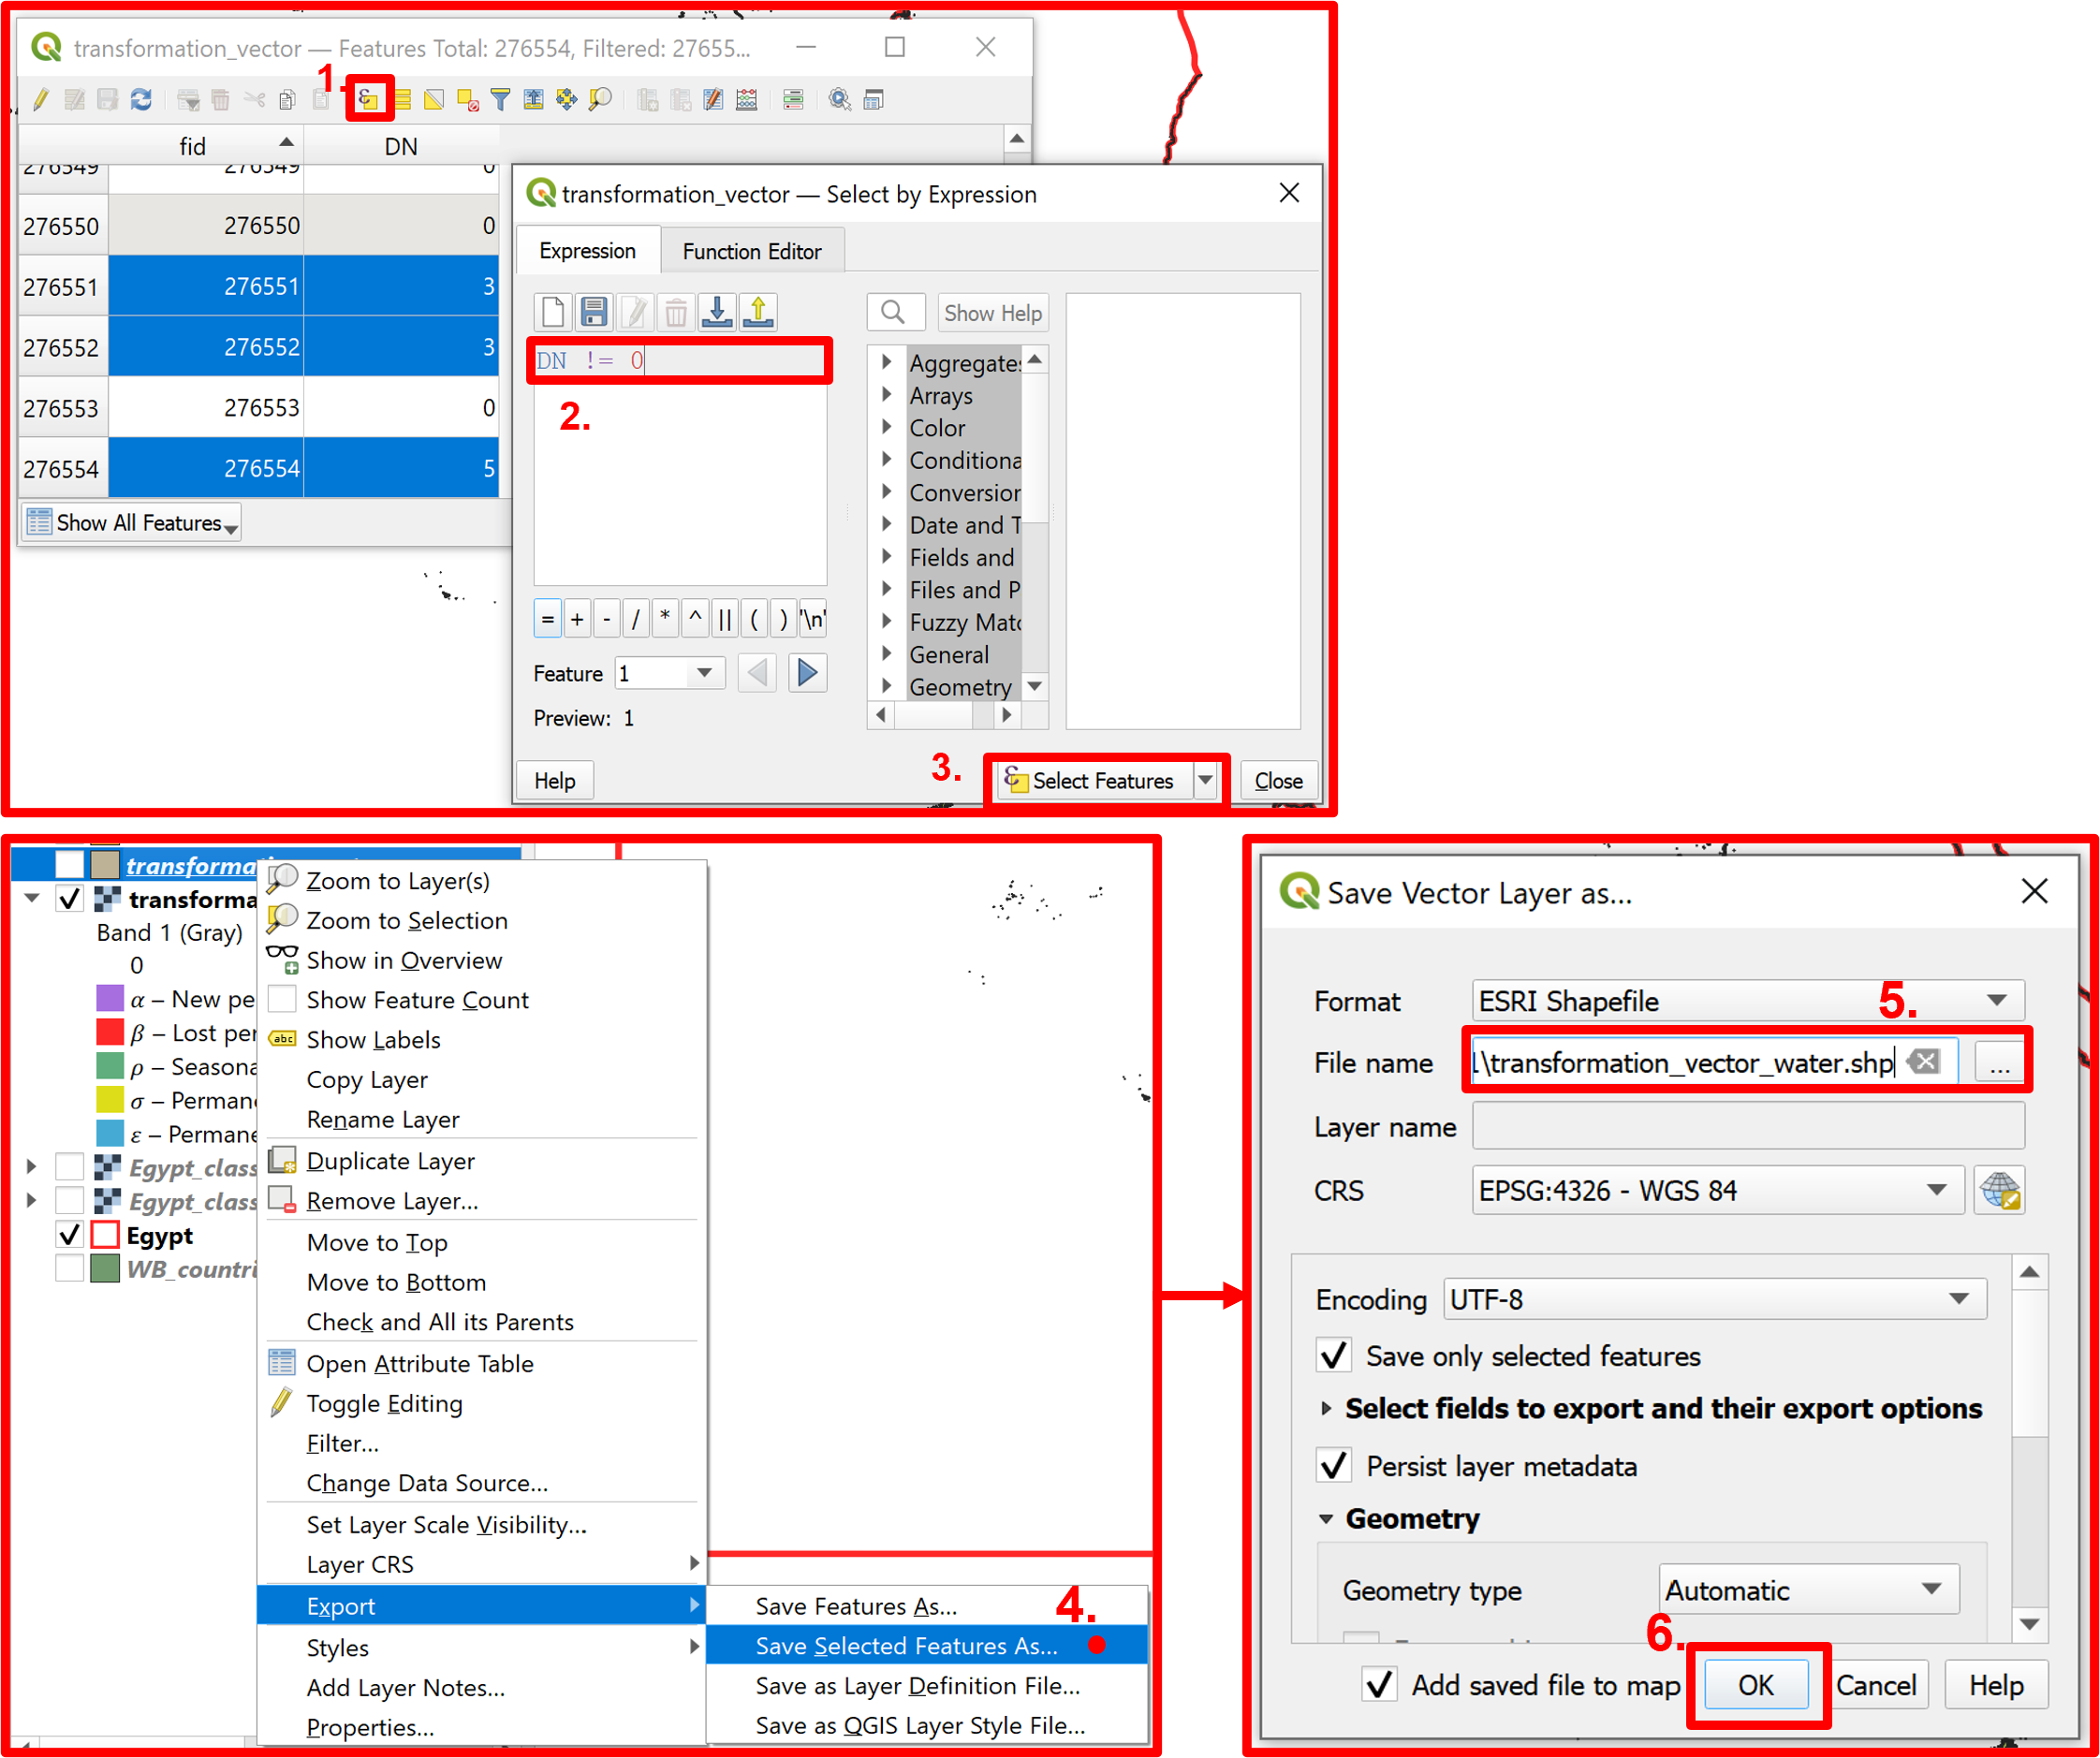 transformation_vector — Features Total: 276554, Filtered: 27655...
1.
fid DN
276549 276549 0
276550 276550 0
276551 276551 3
276552 276552 3
276553 276553 0
276554 276554 5
Show All Features
transformation_vector — Select by Expression
Expression Function Editor
Show Help
DN != 0
2.
Aggregates
Arrays
Color
Conditiona
Conversion
Date and T
Fields and
Files and P
Fuzzy Matc
General
Geometry
= + - / * ^ || ( ) '\n'
Feature 1
Preview: 1
3.
Help Select Features Close
transforma
transforma
Band 1 (Gray)
0
α – New pe
β – Lost per
ρ – Seasona
σ – Permane
ε – Permane
Egypt_class
Egypt_class
Egypt
WB_countri
Zoom to Layer(s)
Zoom to Selection
Show in Overview
Show Feature Count
abc Show Labels
Copy Layer
Rename Layer
Duplicate Layer
Remove Layer...
Move to Top
Move to Bottom
Check and All its Parents
Open Attribute Table
Toggle Editing
Filter...
Change Data Source...
Set Layer Scale Visibility...
Layer CRS
Export
Styles
Add Layer Notes...
Properties...
Save Features As...
4.
Save Selected Features As...
Save as Layer Definition File...
Save as QGIS Layer Style File...
Save Vector Layer as...
Format ESRI Shapefile
5.
File name 1\transformation_vector_water.shp ...
Layer name
CRS EPSG:4326 - WGS 84
Encoding UTF-8
Save only selected features
Select fields to export and their export options
Persist layer metadata
Geometry
Geometry type Automatic
6.
Add saved file to map OK Cancel Help